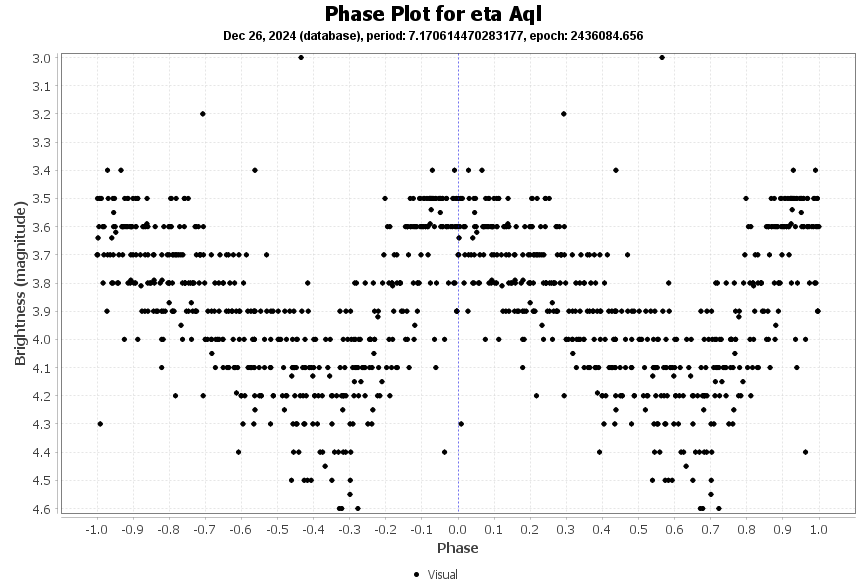 Phase Plot for eta Aql
Dec 26, 2024 (database), period: 7.170614470283177, epoch: 2436084.656
Brightness (magnitude)
3.0
3.1
3.2
3.3
3.4
3.5
3.6
3.7
3.8
3.9
4.0
4.1
4.2
4.3
4.4
4.5
4.6
-1.0 -0.9 -0.8 -0.7 -0.6 -0.5 -0.4 -0.3 -0.2 -0.1 0.0 0.1 0.2 0.3 0.4 0.5 0.6 0.7 0.8 0.9 1.0
Phase
Visual